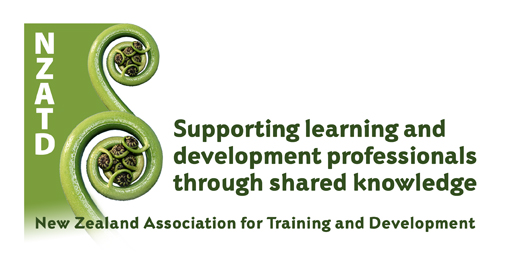 NZATD
Supporting learning and
development professionals
through shared knowledge
New Zealand Association for Training and Development